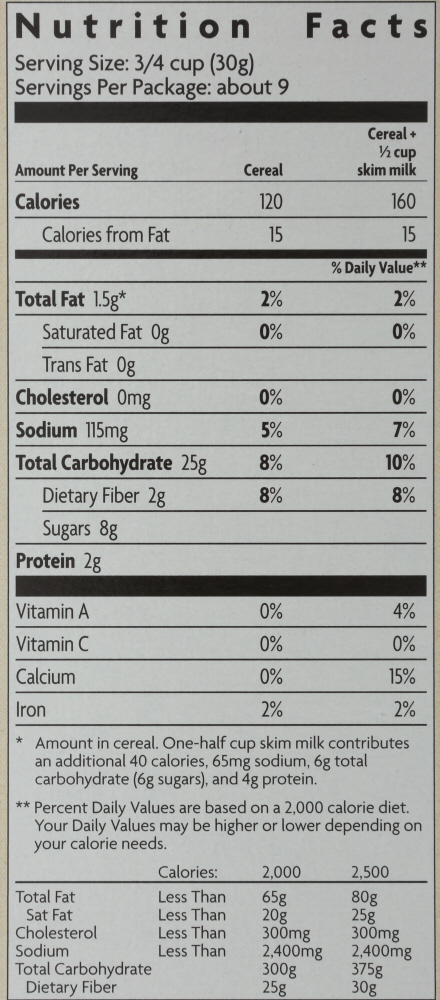 Nutrition Facts
Serving Size: 3/4 cup (30g)
Servings Per Package: about 9
Cereal +
½ cup
Amount Per Serving Cereal skim milk
Calories 120 160
Calories from Fat 15 15
% Daily Value**
Total Fat 1.5g* 2% 2%
Saturated Fat 0g 0% 0%
Trans Fat 0g
Cholesterol 0mg 0% 0%
Sodium 115mg 5% 7%
Total Carbohydrate 25g 8% 10%
Dietary Fiber 2g 8% 8%
Sugars 8g
Protein 2g
Vitamin A 0% 4%
Vitamin C 0% 0%
Calcium 0% 15%
Iron 2% 2%
* Amount in cereal. One-half cup skim milk contributes
an additional 40 calories, 65mg sodium, 6g total
carbohydrate (6g sugars), and 4g protein.
** Percent Daily Values are based on a 2,000 calorie diet.
Your Daily Values may be higher or lower depending on
your calorie needs.
Calories: 2,000 2,500
Total Fat Less Than 65g 80g
Sat Fat Less Than 20g 25g
Cholesterol Less Than 300mg 300mg
Sodium Less Than 2,400mg 2,400mg
Total Carbohydrate 300g 375g
Dietary Fiber 25g 30g